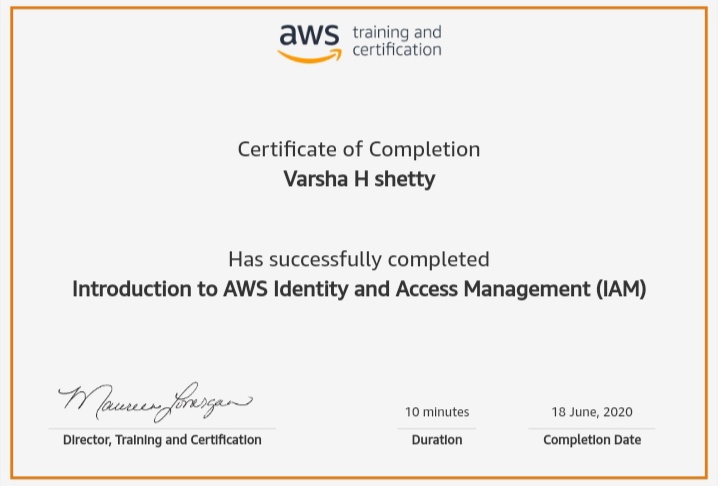 aws training and
certification
Certificate of Completion
Varsha H shetty
Has successfully completed
Introduction to AWS Identity and Access Management (IAM)
Maureen Lonergan
10 minutes
18 June, 2020
Director, Training and Certification
Duration
Completion Date